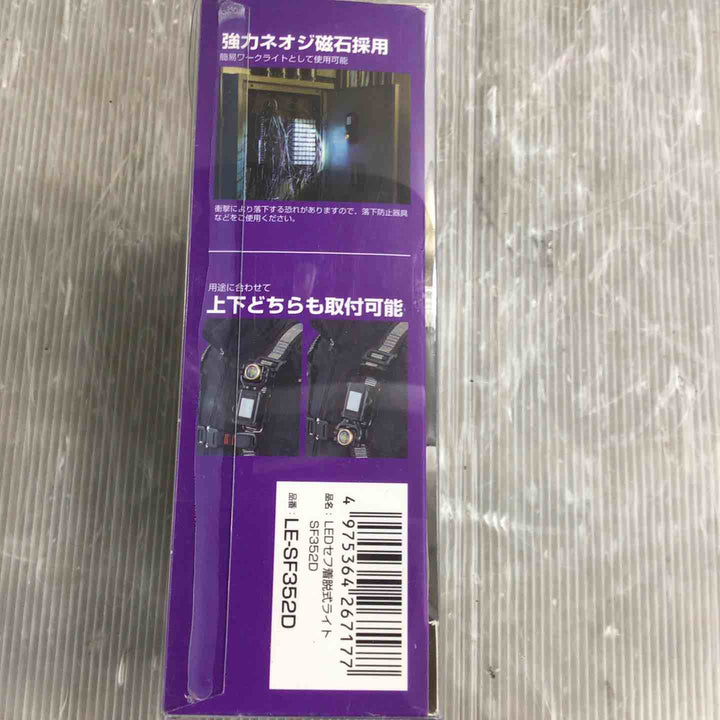 強力ネオジ磁石採用
簡易ワークライトとして使用可能
衝撃により落下する恐れがありますので、落下防止器具
などをご使用ください。
用途に合わせて
上下どちらも取付可能
4 975364 267177
品名：LEDセフ着脱式ライト
SF352D
品番：LE-SF352D